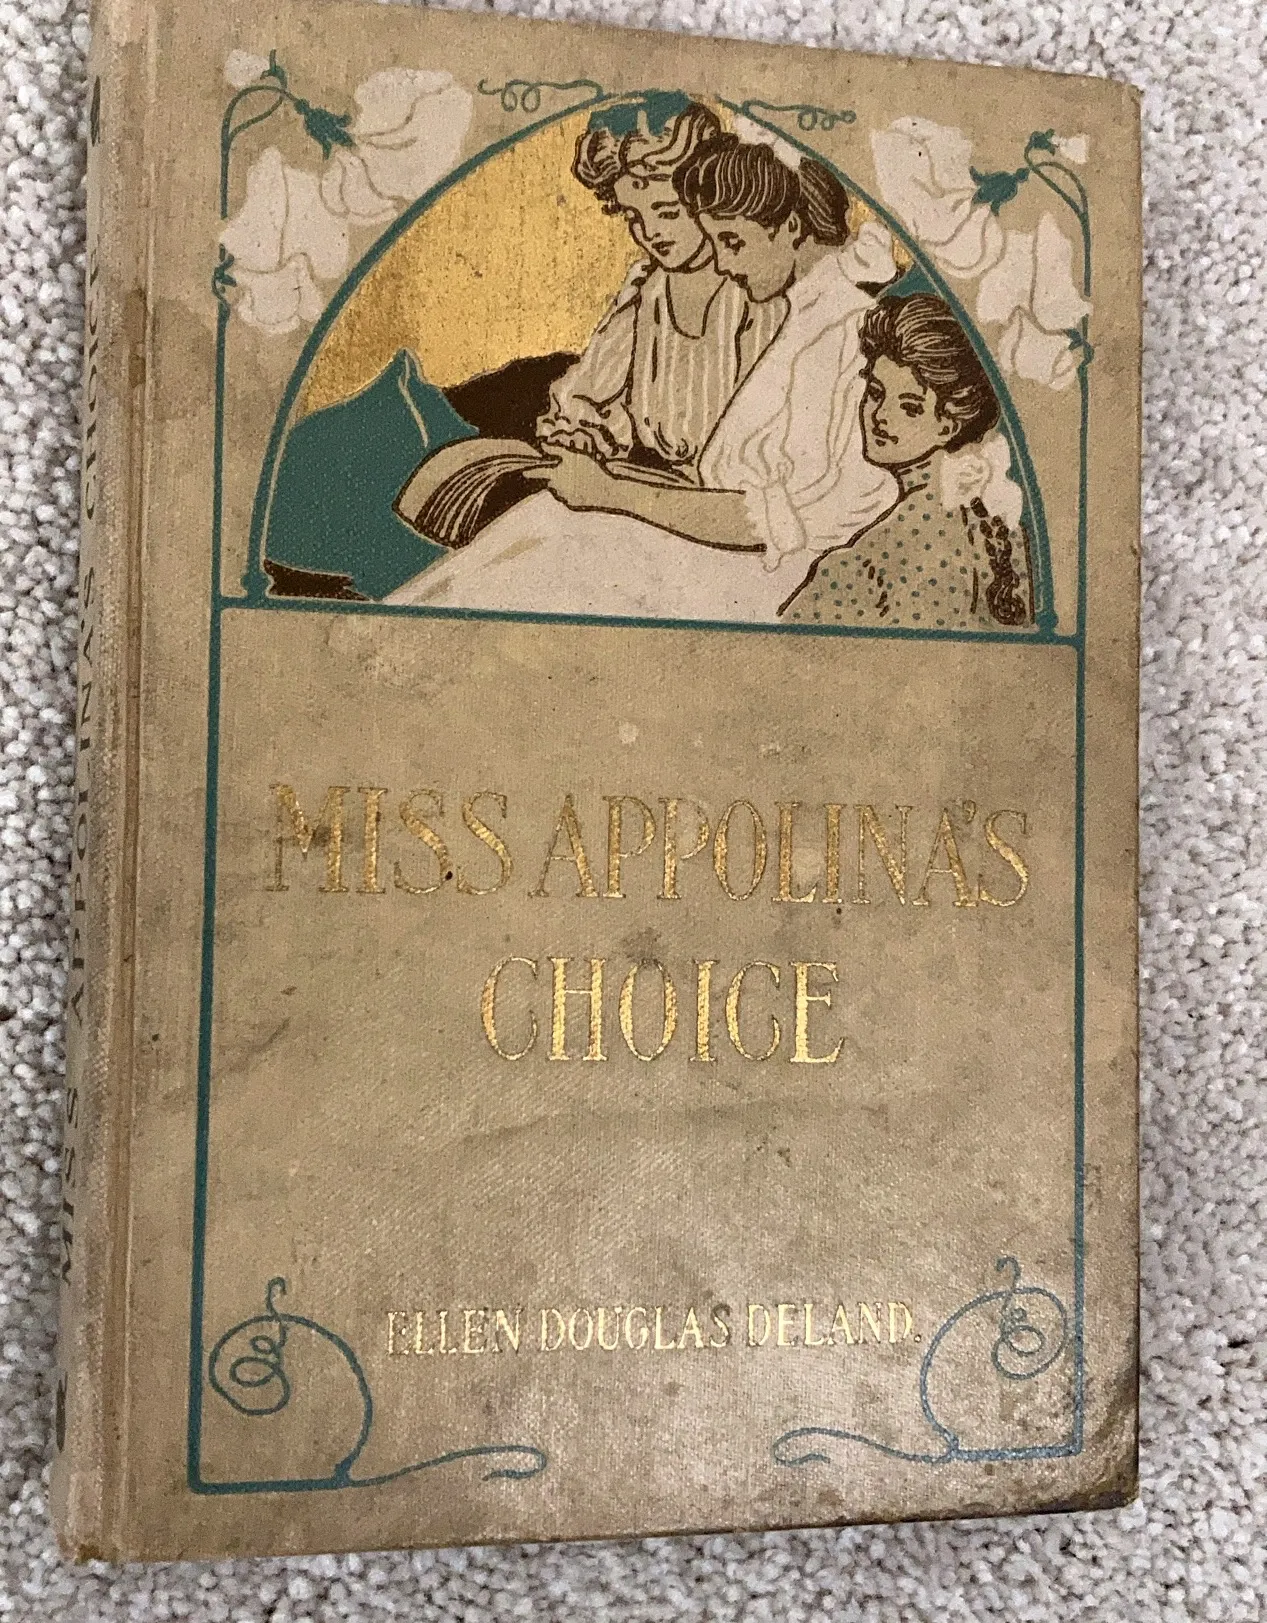 MISS APPOLINA'S
CHOICE
ELLEN DOUGLAS DELAND.
MISS APPOLINA'S CHOICE